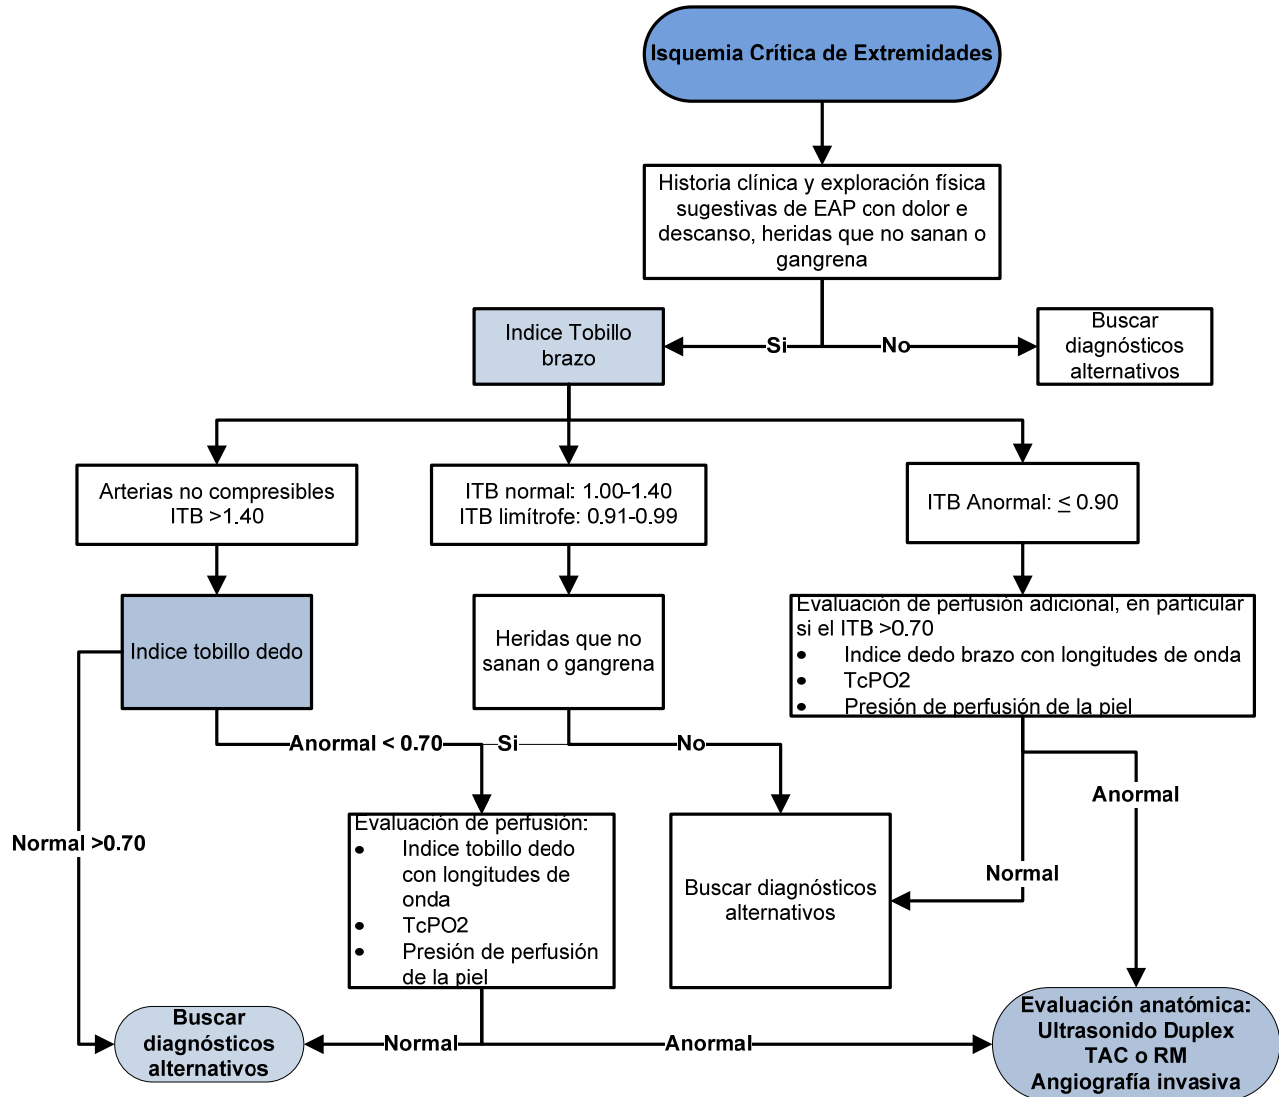 Isquemia Crítica de Extremidades
Historia clínica y exploración física
sugestivas de EAP con dolor e
descanso, heridas que no sanan o
gangrena
Indice Tobillo
brazo
Si
No
Buscar
diagnósticos
alternativos
Arterias no compresibles
ITB >1.40
ITB normal: 1.00-1.40
ITB limítrofe: 0.91-0.99
ITB Anormal: ≤ 0.90
Indice tobillo dedo
Heridas que no
sanan o gangrena
Evaluación de perfusión adicional, en particular
si el ITB >0.70
• Indice dedo brazo con longitudes de onda
• TcPO2
• Presión de perfusión de la piel
Anormal < 0.70
Si
No
Anormal
Normal >0.70
Evaluación de perfusión:
• Indice tobillo dedo
con longitudes de
onda
• TcPO2
• Presión de perfusión
de la piel
Buscar diagnósticos
alternativos
Normal
Buscar
diagnósticos
alternativos
Normal
Anormal
Evaluación anatómica:
Ultrasonido Duplex
TAC o RM
Angiografía invasiva